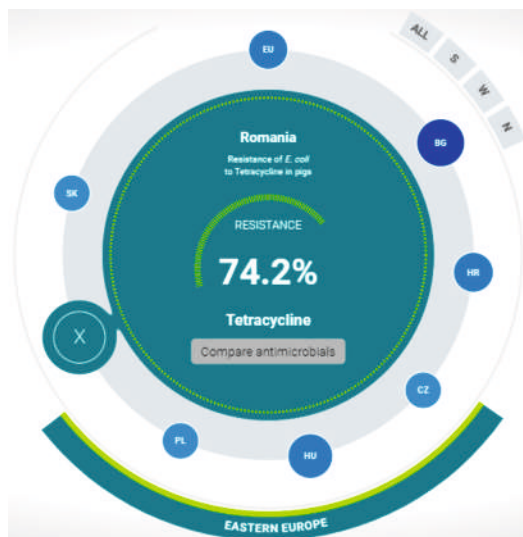 ALL
S
W
N
EU
BG
SK
HR
CZ
HU
PL
X
Romania
Resistance of E. coli
to Tetracycline in pigs
RESISTANCE
74.2%
Tetracycline
Compare antimicrobials
EASTERN EUROPE